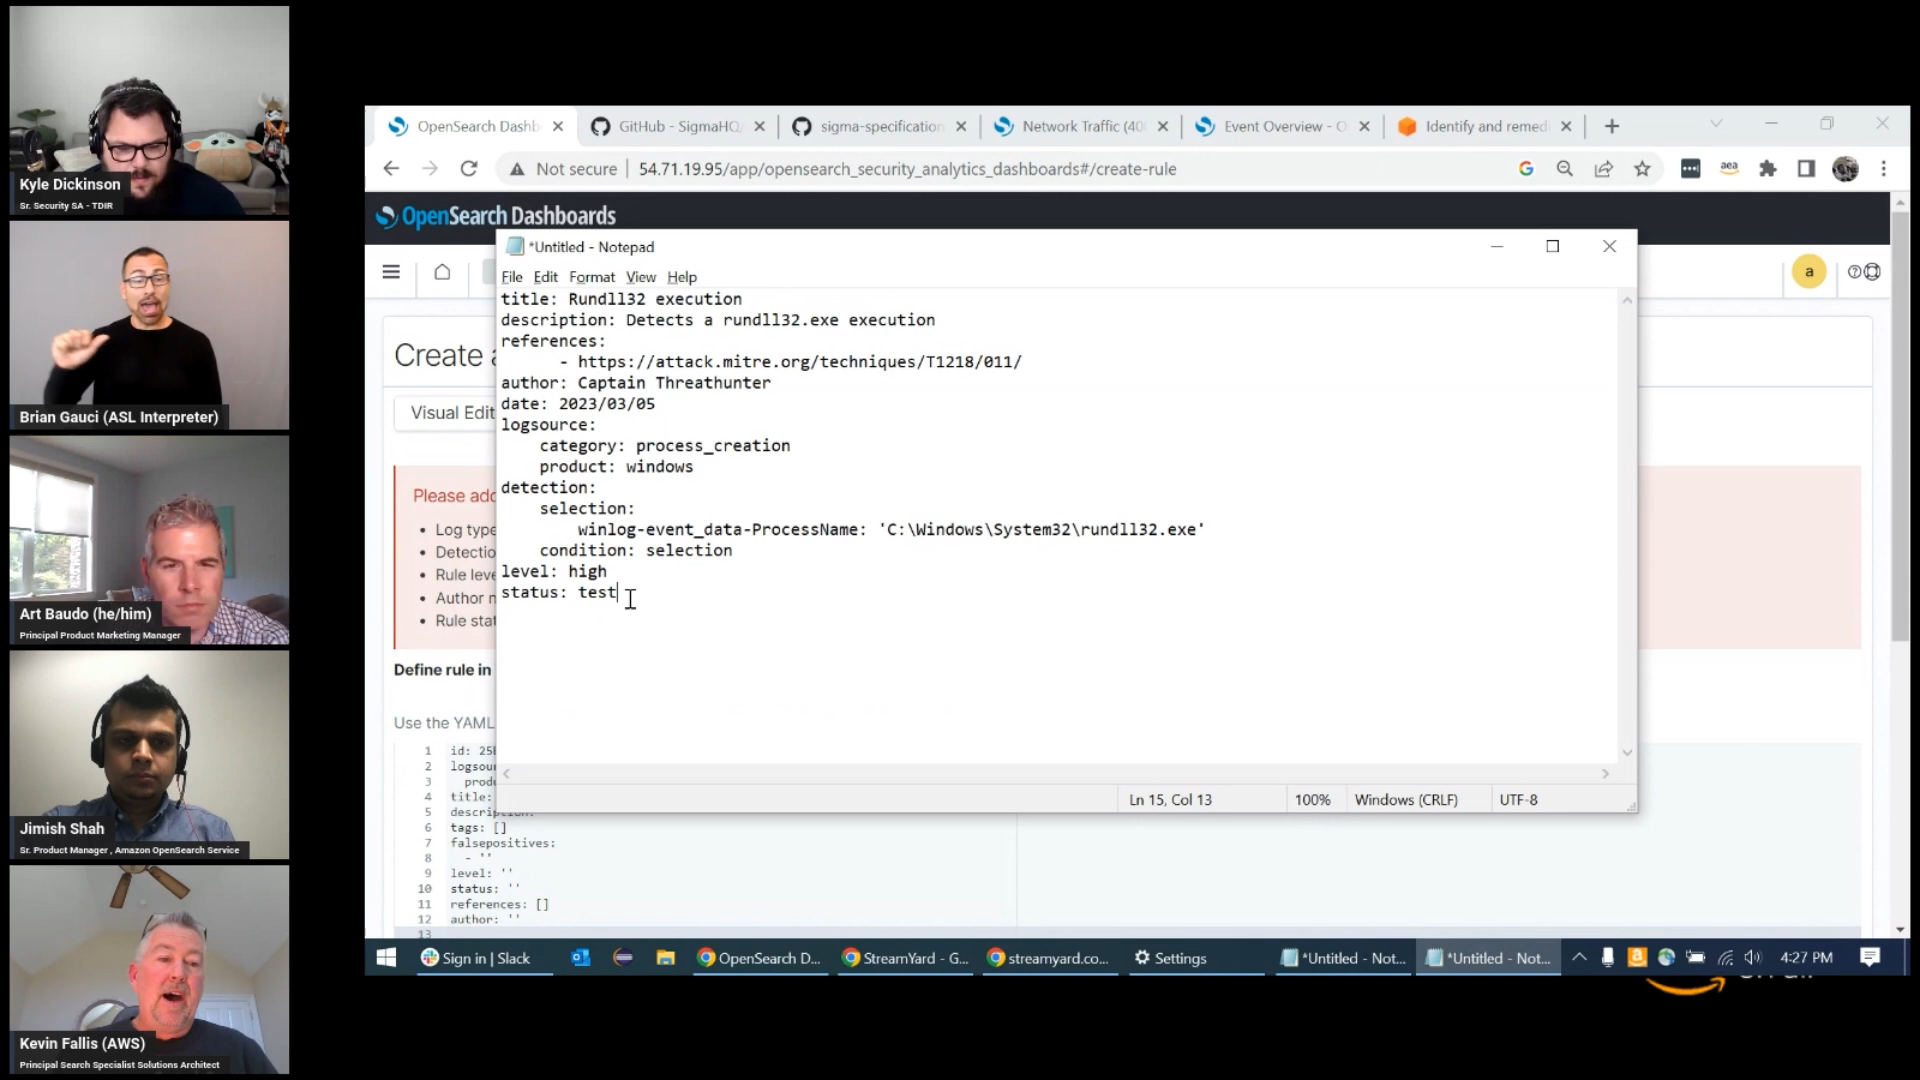 Kyle Dickinson
Sr. Security SA - TDIR
Brian Gauci (ASL Interpreter)
Art Baudo (he/him)
Principal Product Marketing Manager
Jimish Shah
Sr. Product Manager , Amazon OpenSearch Service
Kevin Fallis (AWS)
Principal Search Specialist Solutions Architect
OpenSearch Dashb
GitHub - SigmaHQ
sigma-specification
Network Traffic (40
Event Overview - O
Identify and remed
Not secure
54.71.19.95/app/opensearch_security_analytics_dashboards#/create-rule
aea
OpenSearch Dashboards
a
*Untitled - Notepad
File Edit Format View Help
title: Rundll32 execution
description: Detects a rundll32.exe execution
references:
- https://attack.mitre.org/techniques/T1218/011/
author: Captain Threathunter
date: 2023/03/05
logsource:
category: process_creation
product: windows
detection:
selection:
winlog-event_data-ProcessName: 'C:\Windows\System32\rundll32.exe'
condition: selection
level: high
status: test
Ln 15, Col 13
100%
Windows (CRLF)
UTF-8
Create a
Visual Edit
Please add
Log type
Detectio
Rule leve
Author n
Rule stat
Define rule in
Use the YAML
1 id: 25
2 logsour
3 produ
4 title:
5 description:
6 tags: []
7 falsepositives:
8 - ''
9 level: ''
10 status: ''
11 references: []
12 author: ''
13
Sign in | Slack
OpenSearch D...
StreamYard - G...
streamyard.co...
Settings
*Untitled - Not...
*Untitled - Not...
4:27 PM